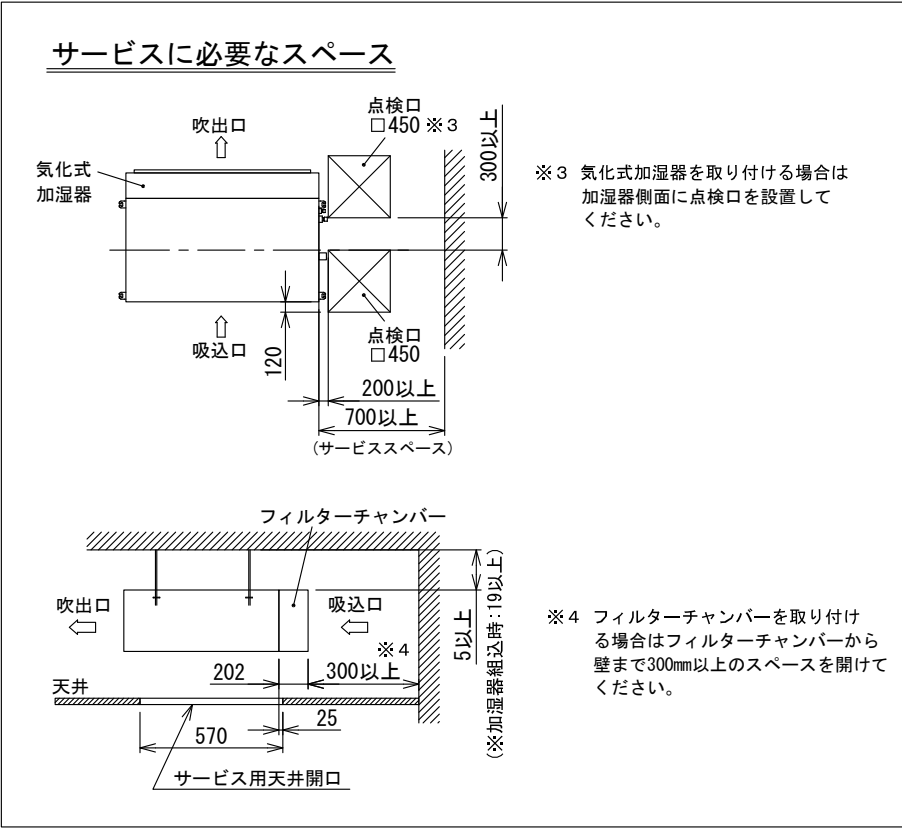 サービスに必要なスペース
点検口
□450 ※3
吹出口
300以上
気化式
加湿器
※3 気化式加湿器を取り付ける場合は
加湿器側面に点検口を設置して
ください。
吸込口
120
点検口
□450
200以上
700以上
(サービススペース)
フィルターチャンバー
吹出口
吸込口
※4
5以上
(※加湿器組込時:19以上)
202
300以上
天井
25
570
サービス用天井開口
※4 フィルターチャンバーを取り付け
る場合はフィルターチャンバーから
壁まで300mm以上のスペースを開けて
ください。